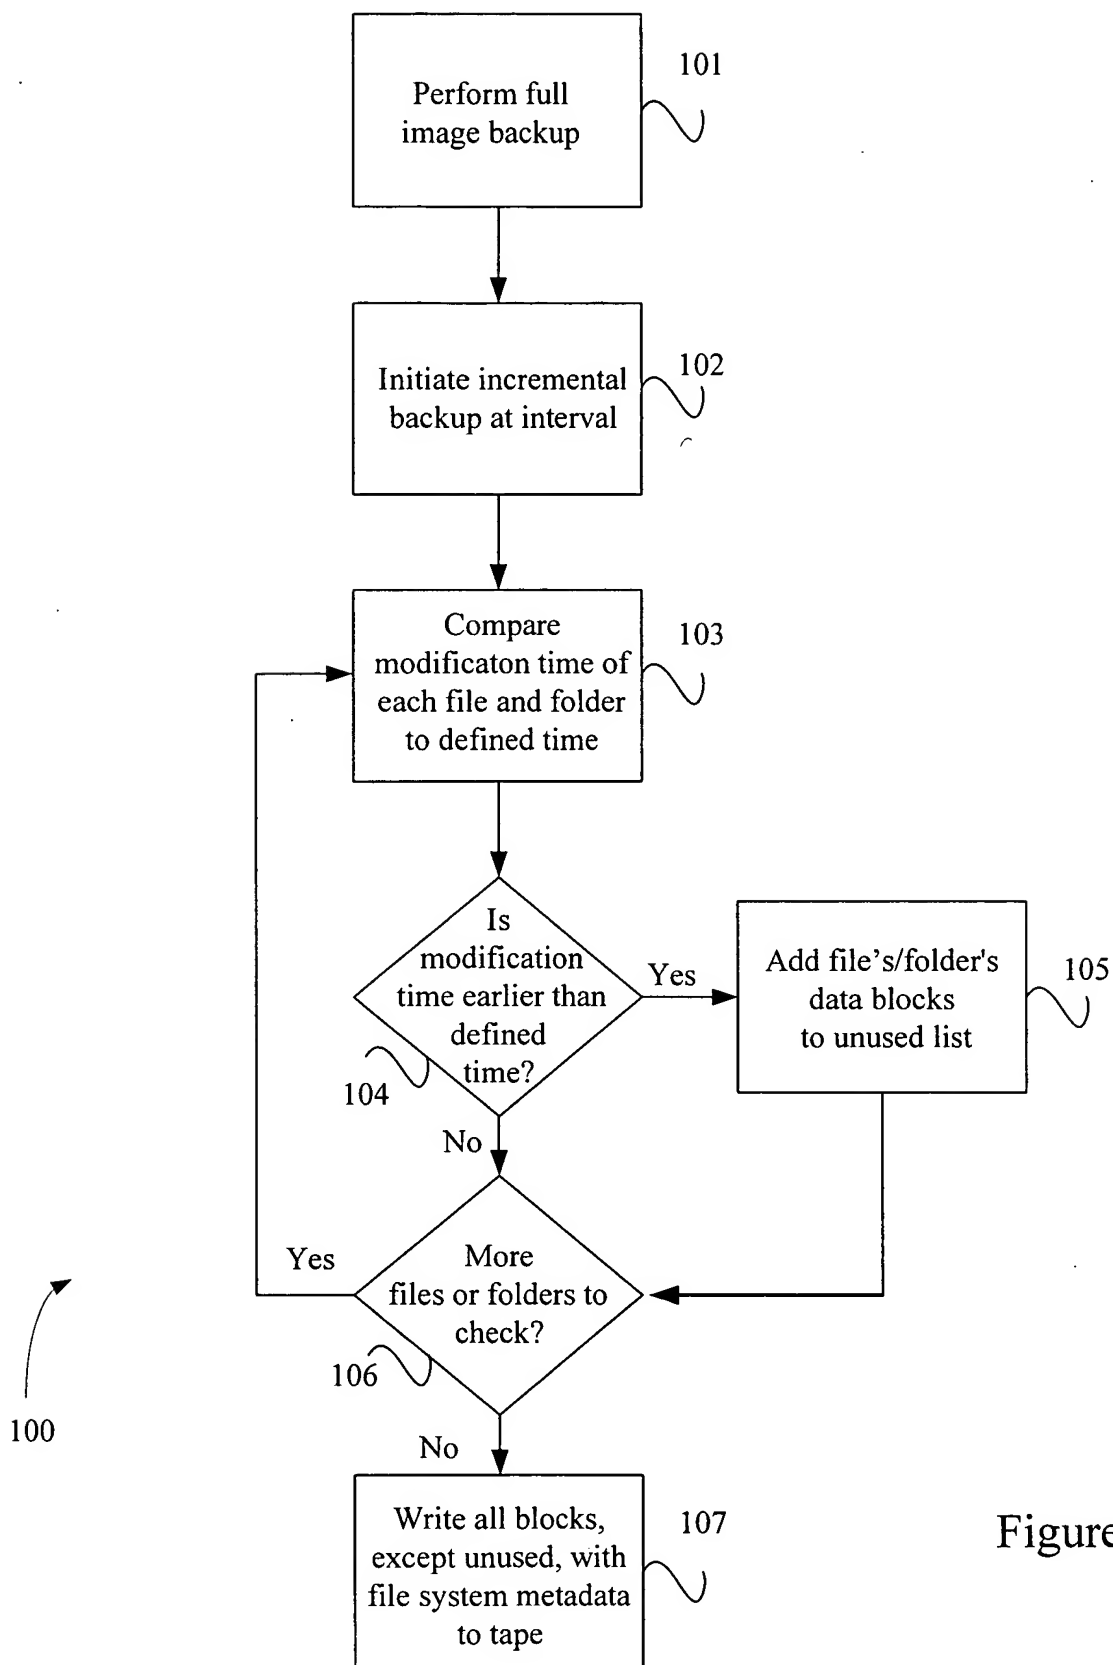 Perform full
image backup
101
Initiate incremental
backup at interval
102
Compare
modificaton time of
each file and folder
to defined time
103
Is
modification
time earlier than
defined
time?
104
Yes
Add file's/folder's
data blocks
to unused list
105
No
More
files or folders to
check?
106
Yes
100
No
Write all blocks,
except unused, with
file system metadata
to tape
107
Figure